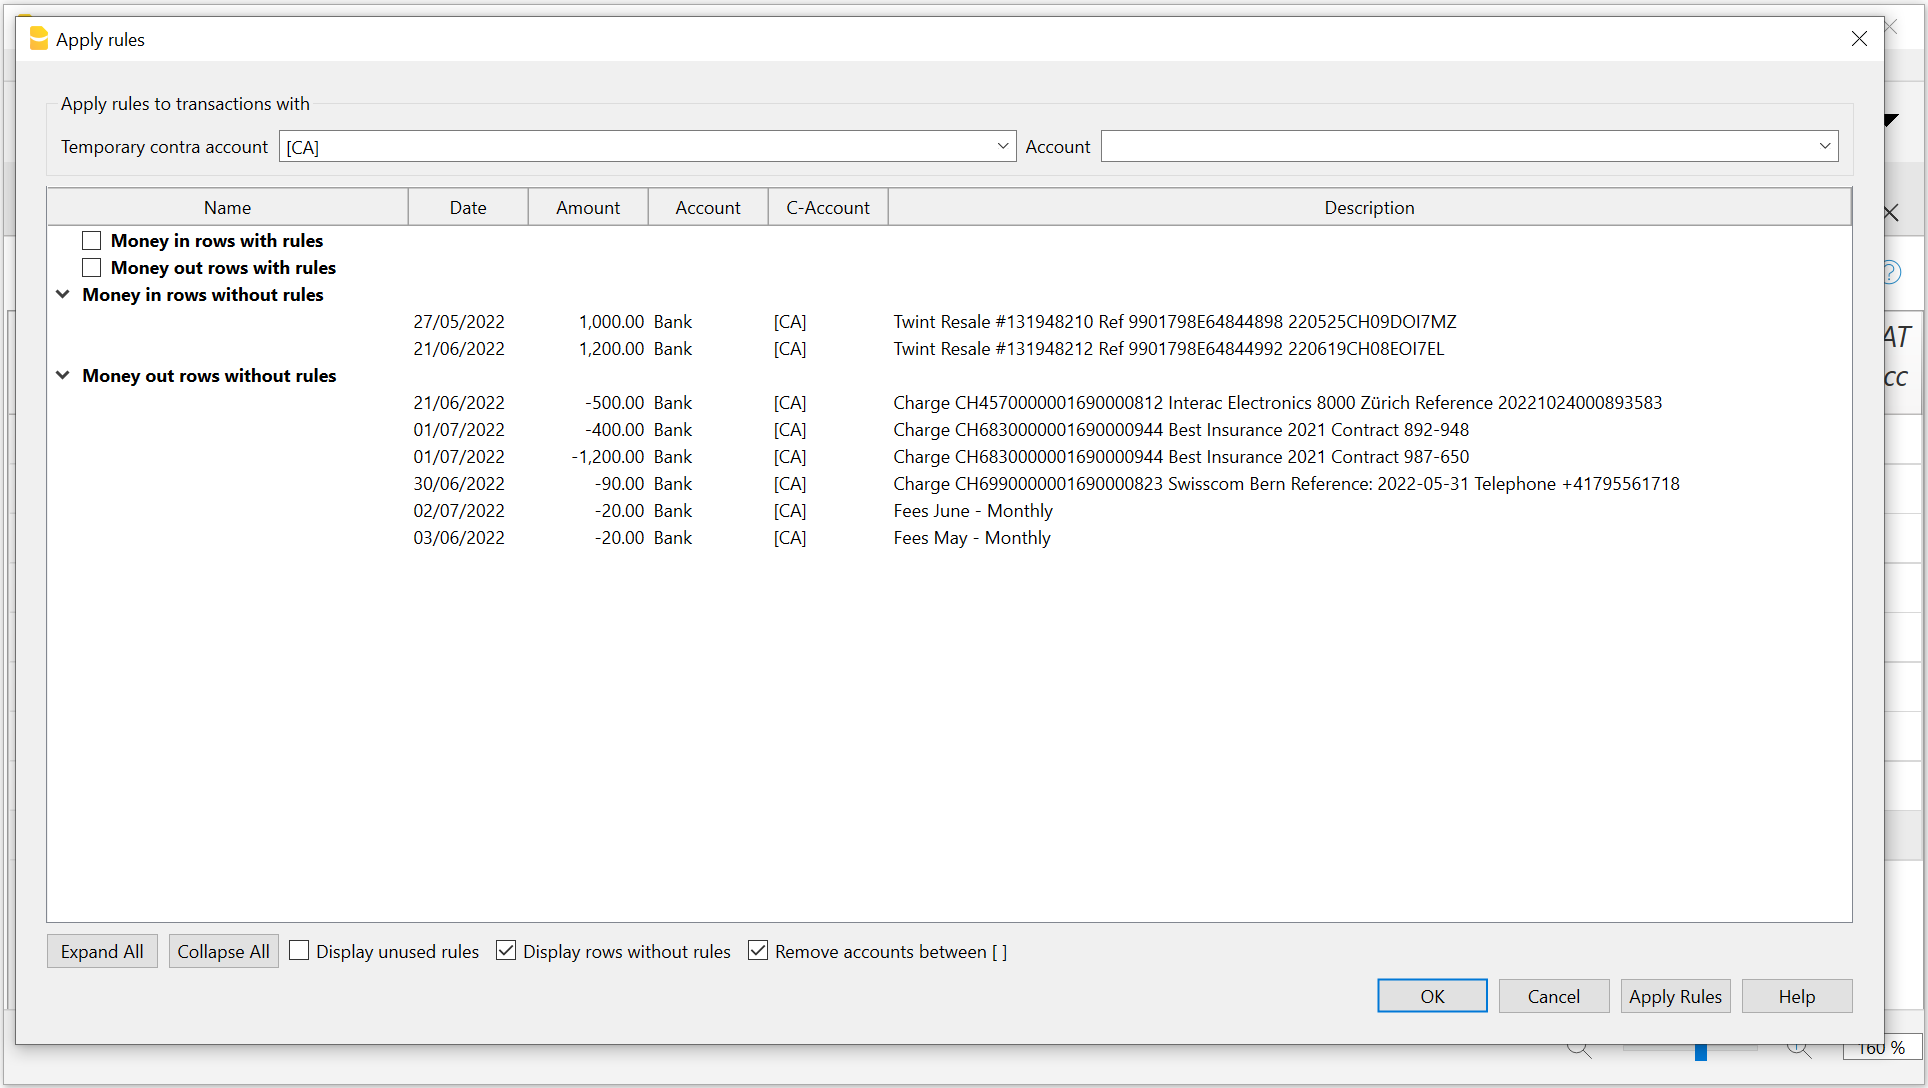 Apply rules
Apply rules to transactions with
Temporary contra account [CA] Account
Name Date Amount Account C-Account Description
Money in rows with rules
Money out rows with rules
Money in rows without rules
27/05/2022 1,000.00 Bank [CA] Twint Resale #131948210 Ref 9901798E64844898 220525CH09DOI7MZ
21/06/2022 1,200.00 Bank [CA] Twint Resale #131948212 Ref 9901798E64844992 220619CH08EOI7EL
Money out rows without rules
21/06/2022 -500.00 Bank [CA] Charge CH4570000001690000812 Interac Electronics 8000 Zürich Reference 20221024000893583
01/07/2022 -400.00 Bank [CA] Charge CH6830000001690000944 Best Insurance 2021 Contract 892-948
01/07/2022 -1,200.00 Bank [CA] Charge CH6830000001690000944 Best Insurance 2021 Contract 987-650
30/06/2022 -90.00 Bank [CA] Charge CH6990000001690000823 Swisscom Bern Reference: 2022-05-31 Telephone +41795561718
02/07/2022 -20.00 Bank [CA] Fees June - Monthly
03/06/2022 -20.00 Bank [CA] Fees May - Monthly
Expand All Collapse All Display unused rules Display rows without rules Remove accounts between [ ]
OK Cancel Apply Rules Help
160 %